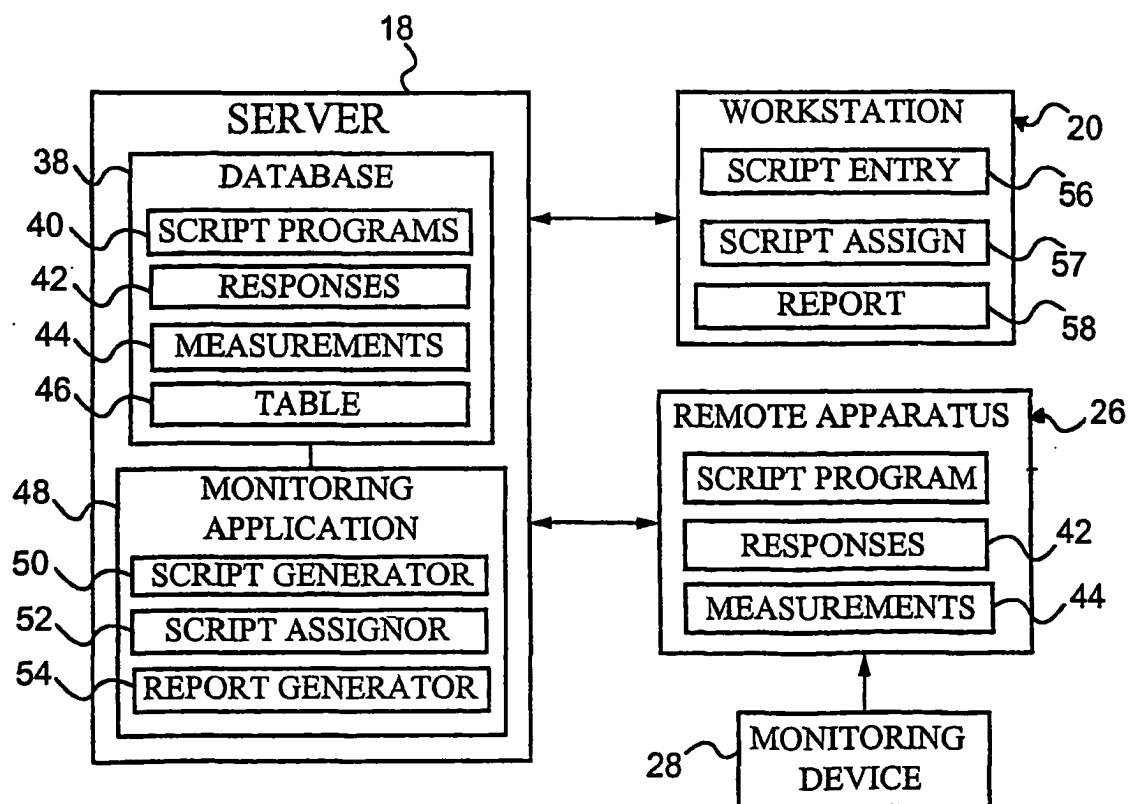 18
SERVER
38
DATABASE
40
SCRIPT PROGRAMS
42
RESPONSES
44
MEASUREMENTS
46
TABLE
48
MONITORING
APPLICATION
50
SCRIPT GENERATOR
52
SCRIPT ASSIGNOR
54
REPORT GENERATOR
WORKSTATION
20
SCRIPT ENTRY
56
SCRIPT ASSIGN
57
REPORT
58
REMOTE APPARATUS
26
SCRIPT PROGRAM
RESPONSES
42
MEASUREMENTS
44
28
MONITORING
DEVICE